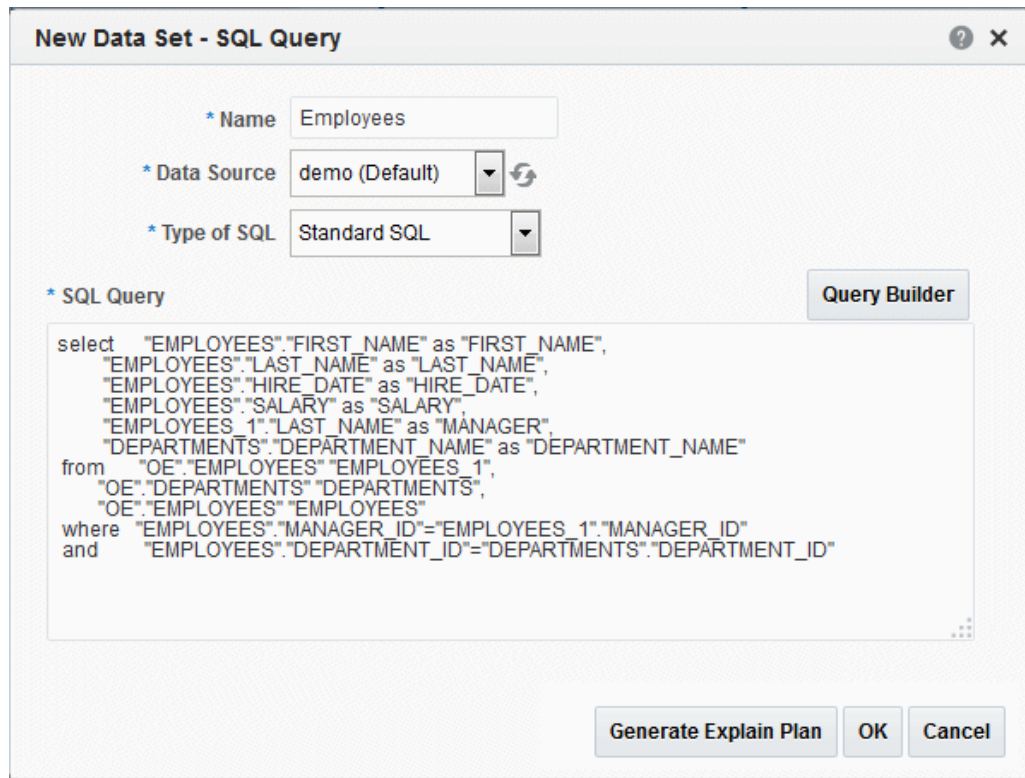 New Data Set - SQL Query
* Name Employees
* Data Source demo (Default)
* Type of SQL Standard SQL
* SQL Query Query Builder
select "EMPLOYEES"."FIRST_NAME" as "FIRST_NAME",
"EMPLOYEES"."LAST_NAME" as "LAST_NAME",
"EMPLOYEES"."HIRE_DATE" as "HIRE_DATE",
"EMPLOYEES"."SALARY" as "SALARY",
"EMPLOYEES_1"."LAST_NAME" as "MANAGER",
"DEPARTMENTS"."DEPARTMENT_NAME" as "DEPARTMENT_NAME"
from "OE"."EMPLOYEES" "EMPLOYEES_1",
"OE"."DEPARTMENTS" "DEPARTMENTS",
"OE"."EMPLOYEES" "EMPLOYEES"
where "EMPLOYEES"."MANAGER_ID"="EMPLOYEES_1"."MANAGER_ID"
and "EMPLOYEES"."DEPARTMENT_ID"="DEPARTMENTS"."DEPARTMENT_ID"
Generate Explain Plan OK Cancel